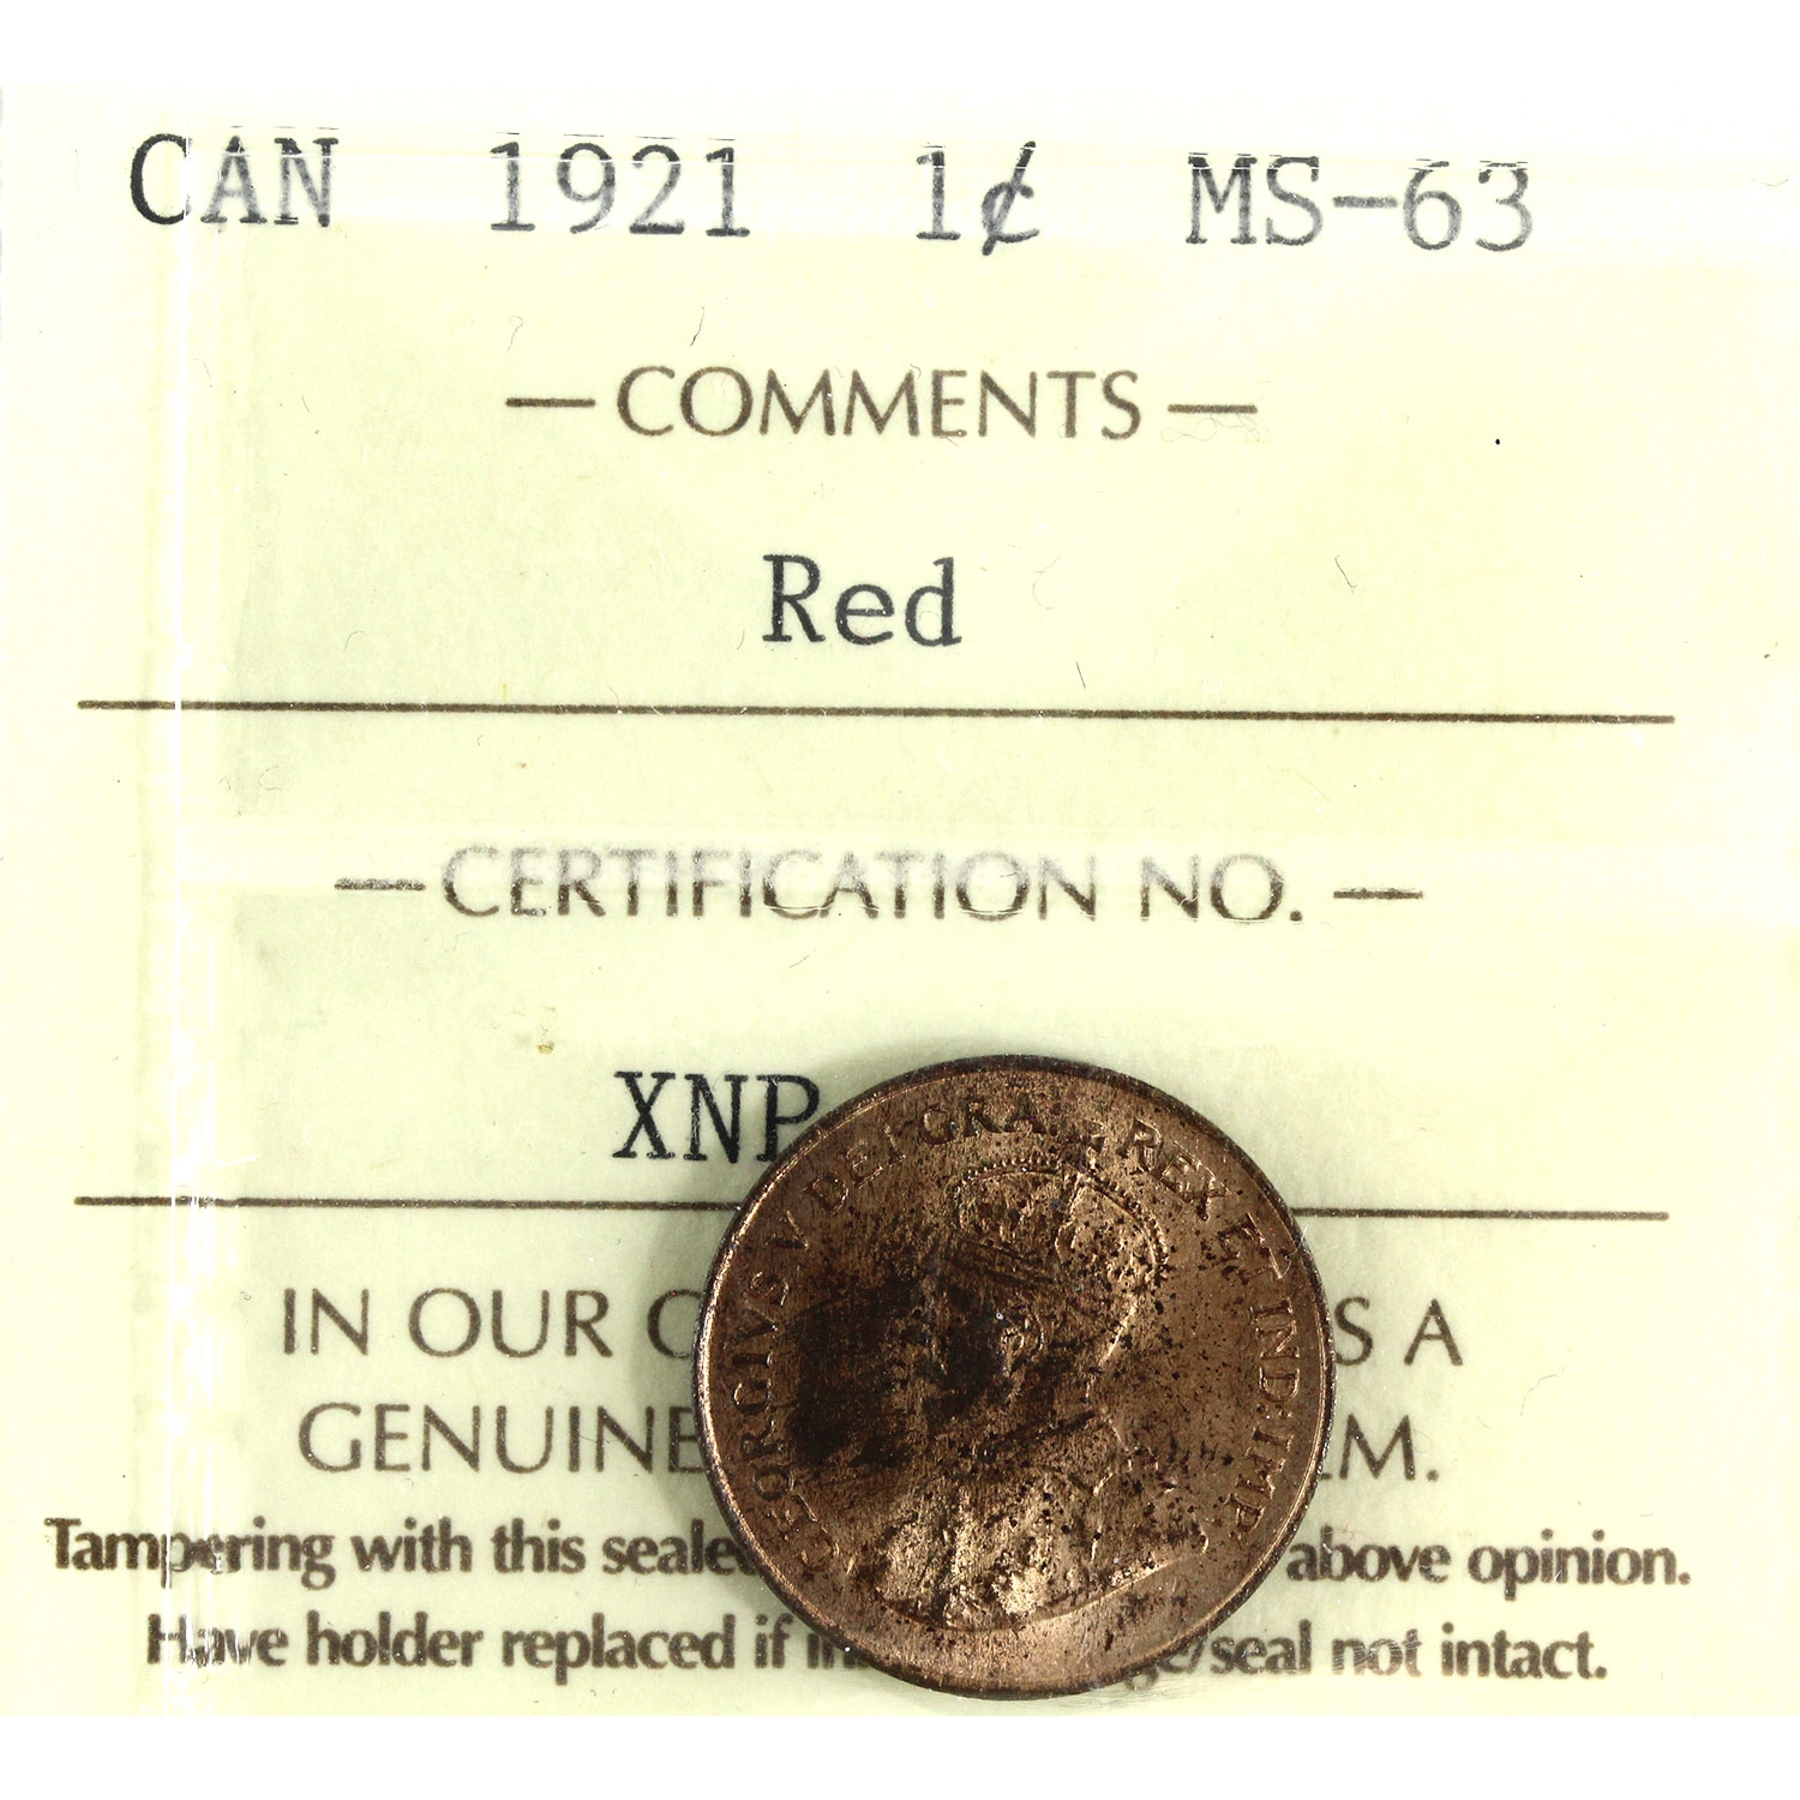 CAN 1921 1¢ MS-63
— COMMENTS —
Red
— CERTIFICATION NO. —
XNP
GEORGIVS V DEI GRA: REX ET IND:IMP:
IN OUR O S A
GENUINE M.
Tampering with this seale above opinion.
Have holder replaced if /seal not intact.